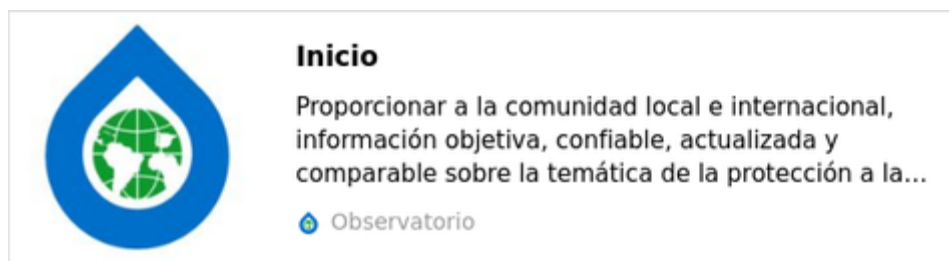 Inicio
Proporcionar a la comunidad local e internacional,
información objetiva, confiable, actualizada y
comparable sobre la temática de la protección a la...
Observatorio